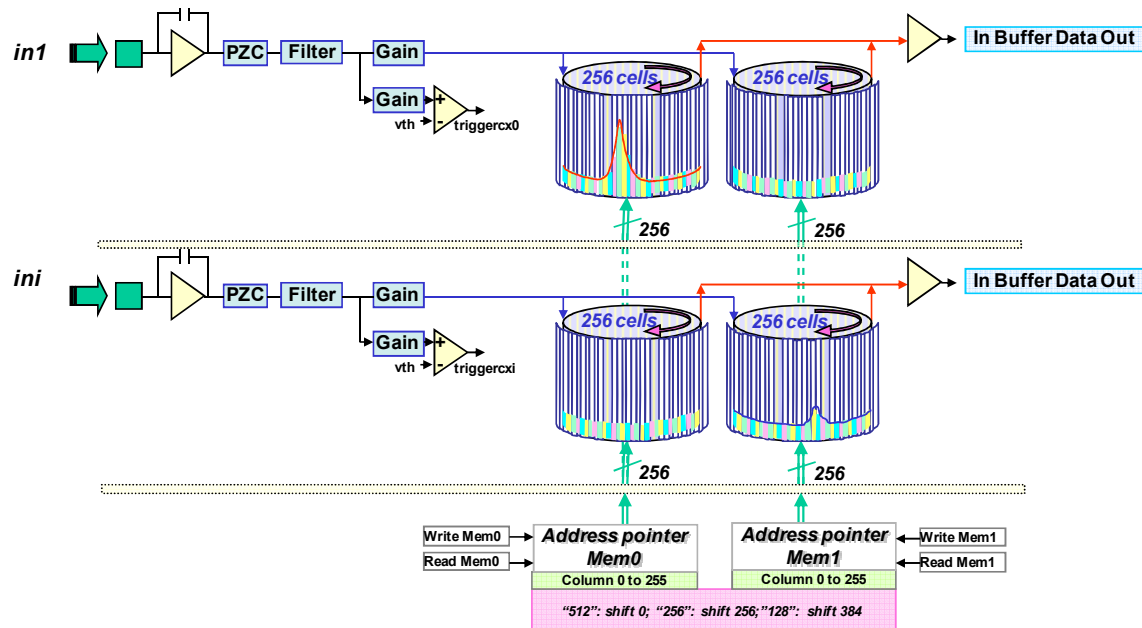 in1
PZC
Filter
Gain
In Buffer Data Out
256 cells
256 cells
Gain
+
-
vth
triggercx0
256
256
ini
PZC
Filter
Gain
In Buffer Data Out
256 cells
256 cells
Gain
+
-
vth
triggercxi
256
256
Write Mem0
Read Mem0
Address pointer
Mem0
Column 0 to 255
Address pointer
Mem1
Column 0 to 255
Write Mem1
Read Mem1
“512”: shift 0; “256”: shift 256;”128”: shift 384